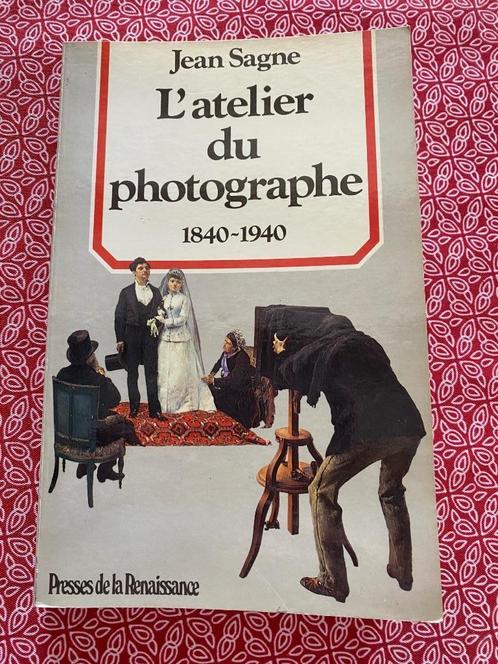 Jean Sagne
L'atelier
du
photographe
1840-1940
Presses de la Renaissance